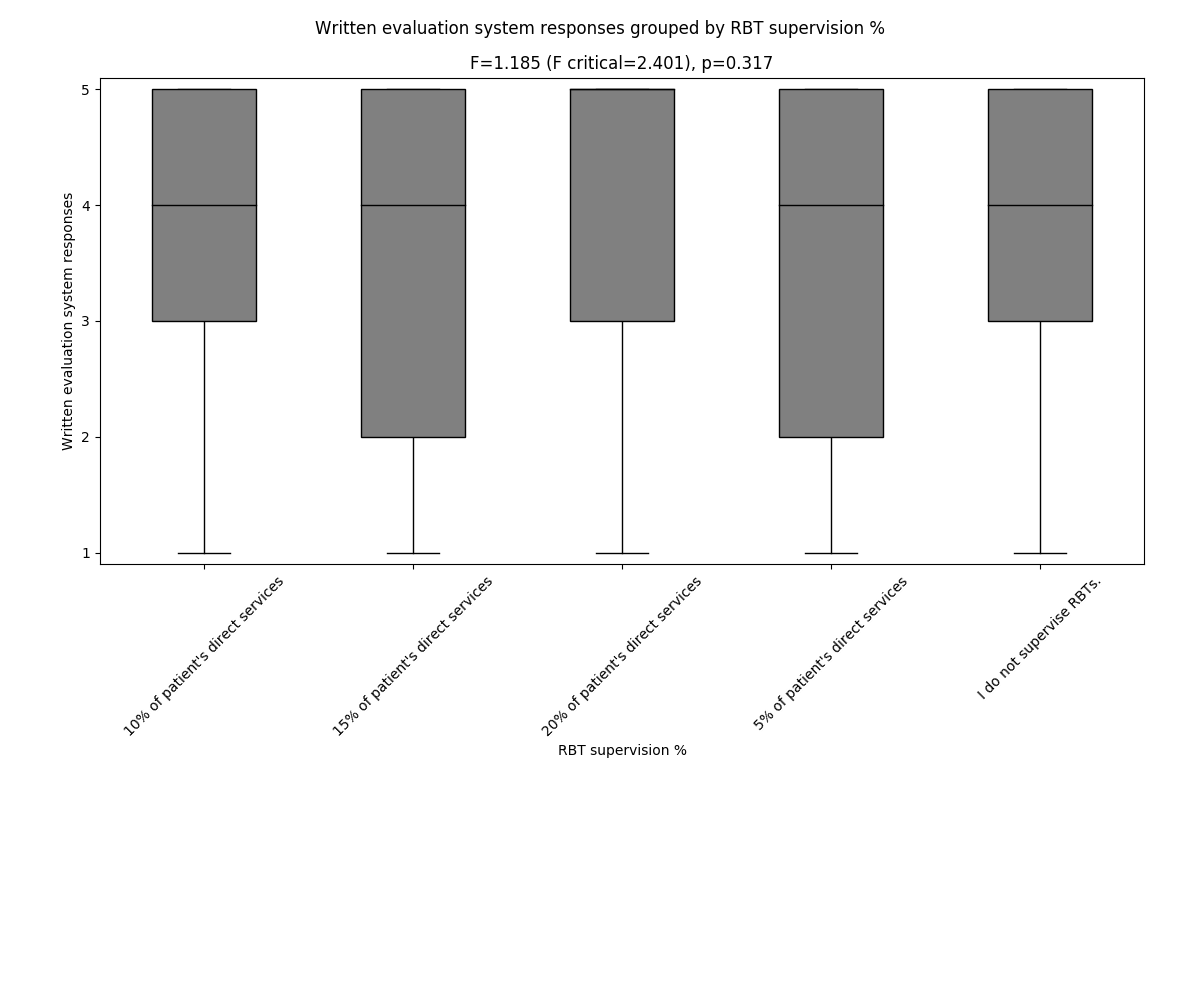 Written evaluation system responses grouped by RBT supervision %
F=1.185 (F critical=2.401), p=0.317
Written evaluation system responses
5
4
3
2
1
10% of patient's direct services
15% of patient's direct services
20% of patient's direct services
5% of patient's direct services
I do not supervise RBTs.
RBT supervision %